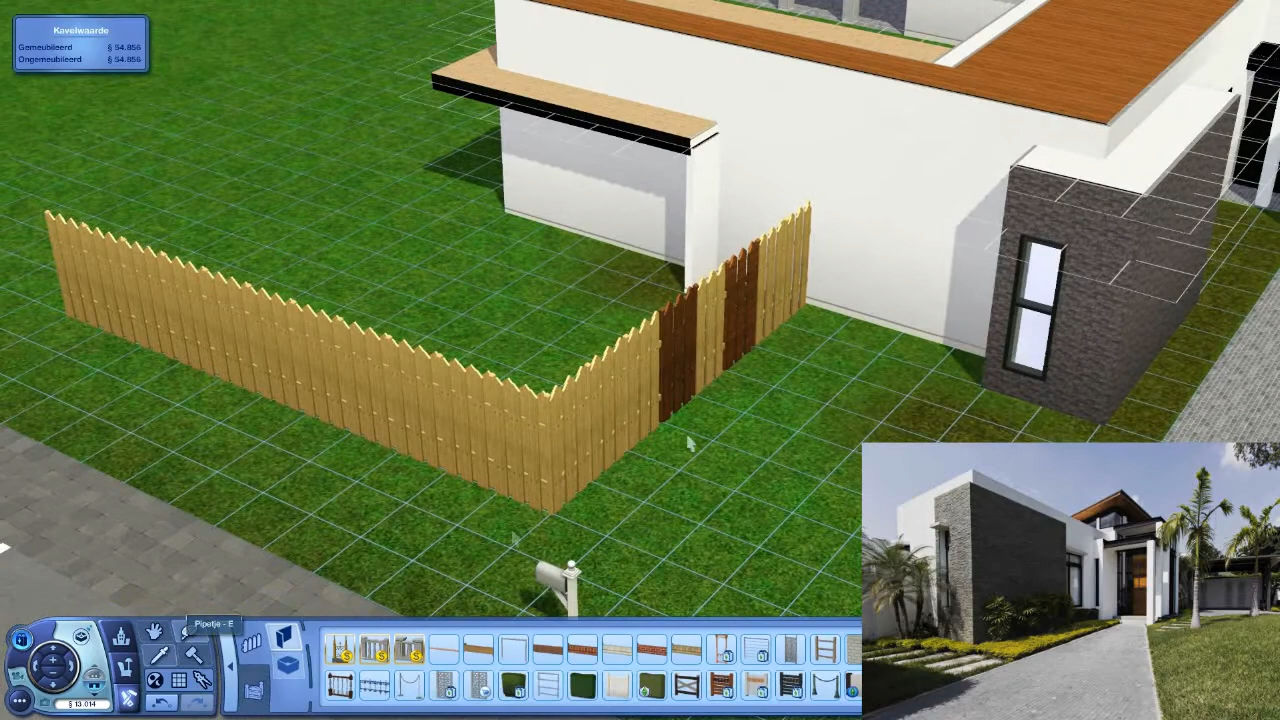 Kavelwaarde
Gemeubileerd § 54.856
Ongemeubileerd § 54.856
Pipetje - E
§ 13.014